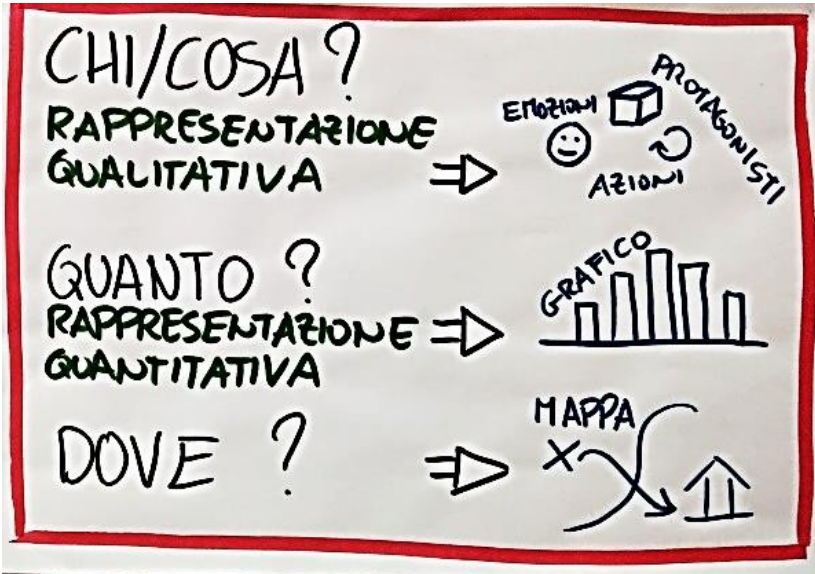 CHI/COSA ?
RAPPRESENTAZIONE
QUALITATIVA
EMOZIONI
PROTAGONISTI
AZIONI
QUANTO ?
RAPPRESENTAZIONE
QUANTITATIVA
GRAFICO
DOVE ?
MAPPA